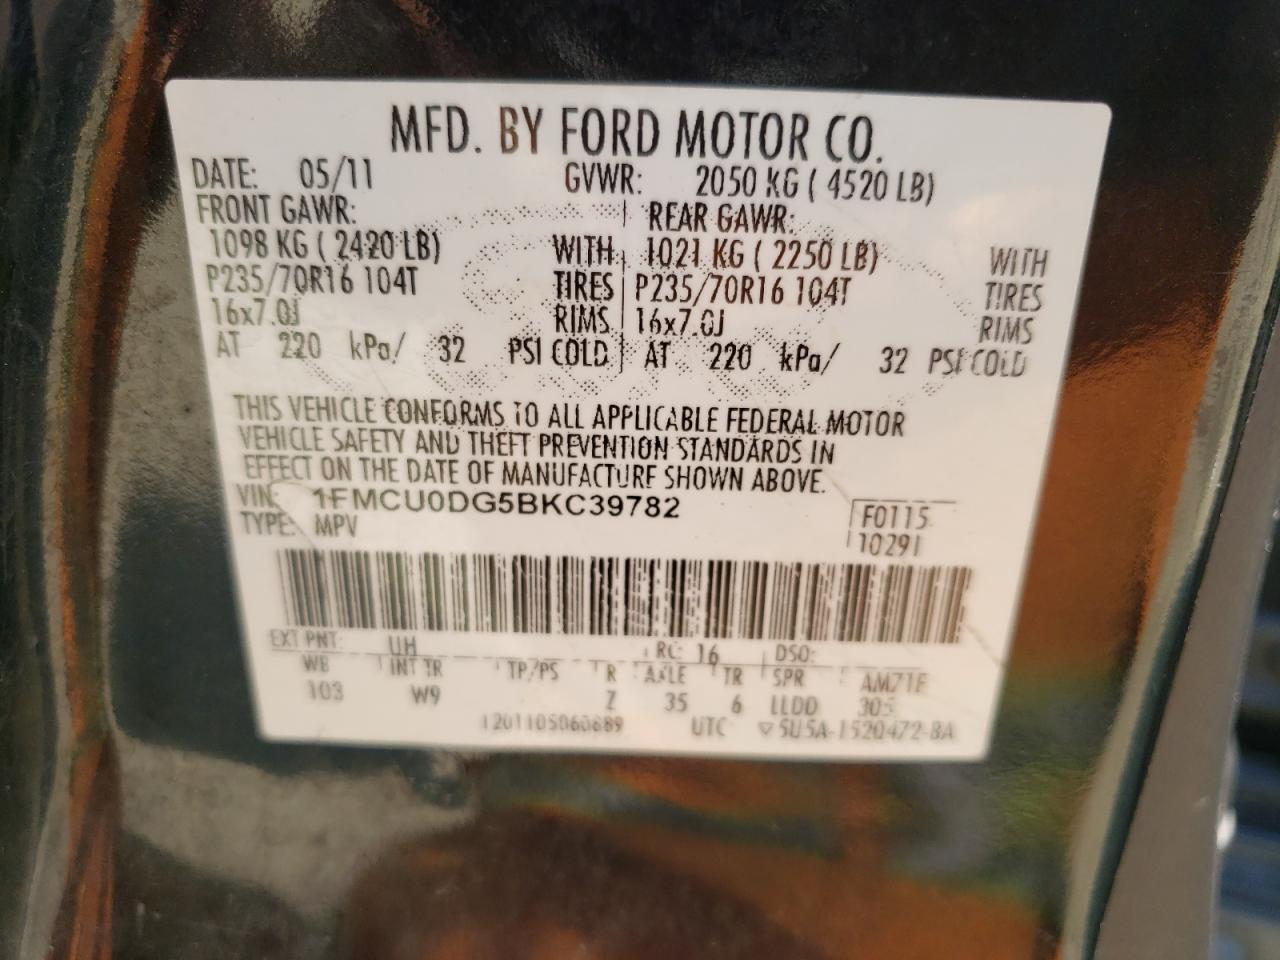 MFD. BY FORD MOTOR CO.
DATE: 05/11 GVWR: 2050 KG ( 4520 LB)
FRONT GAWR: REAR GAWR:
1098 KG ( 2420 LB) WITH 1021 KG ( 2250 LB) WITH
P235/70R16 104T TIRES P235/70R16 104T TIRES
16x7.0J RIMS 16x7.0J RIMS
AT 220 kPa/ 32 PSI COLD AT 220 kPa/ 32 PSI COLD
THIS VEHICLE CONFORMS TO ALL APPLICABLE FEDERAL MOTOR
VEHICLE SAFETY AND THEFT PREVENTION STANDARDS IN
EFFECT ON THE DATE OF MANUFACTURE SHOWN ABOVE.
VIN: 1FMCU0DG5BKC39782 F0115
TYPE: MPV 10291
EXT PNT: UH RC: 16 DSO:
WB INT TR TP/PS R AXLE TR SPR AM71F
103 W9 Z 35 6 LLDD 305
1201105060689 UTC ▽5U5A-1520472-BA